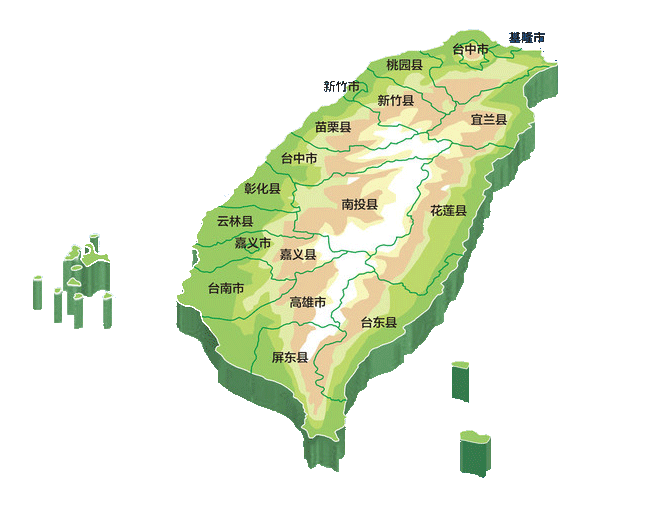 基隆市
台中市
桃园县
新竹市
新竹县
宜兰县
苗栗县
台中市
彰化县
南投县
花莲县
云林县
嘉义市
嘉义县
台南市
高雄市
台东县
屏东县